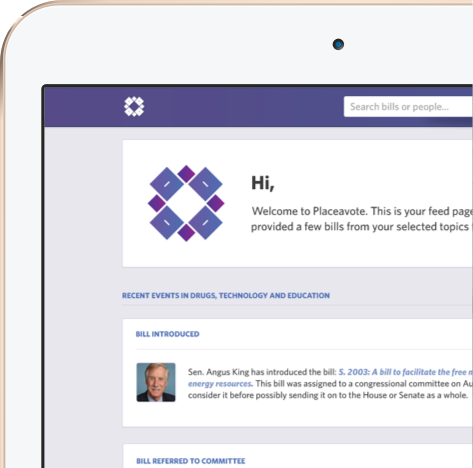 Search bills or people...
Hi,
Welcome to Placeavote. This is your feed page
provided a few bills from your selected topics
RECENT EVENTS IN DRUGS, TECHNOLOGY AND EDUCATION
BILL INTRODUCED
Sen. Angus King has introduced the bill: S. 2003: A bill to facilitate the free
energy resources. This bill was assigned to a congressional committee on
consider it before possibly sending it on to the House or Senate as a whole.
BILL REFERRED TO COMMITTEE